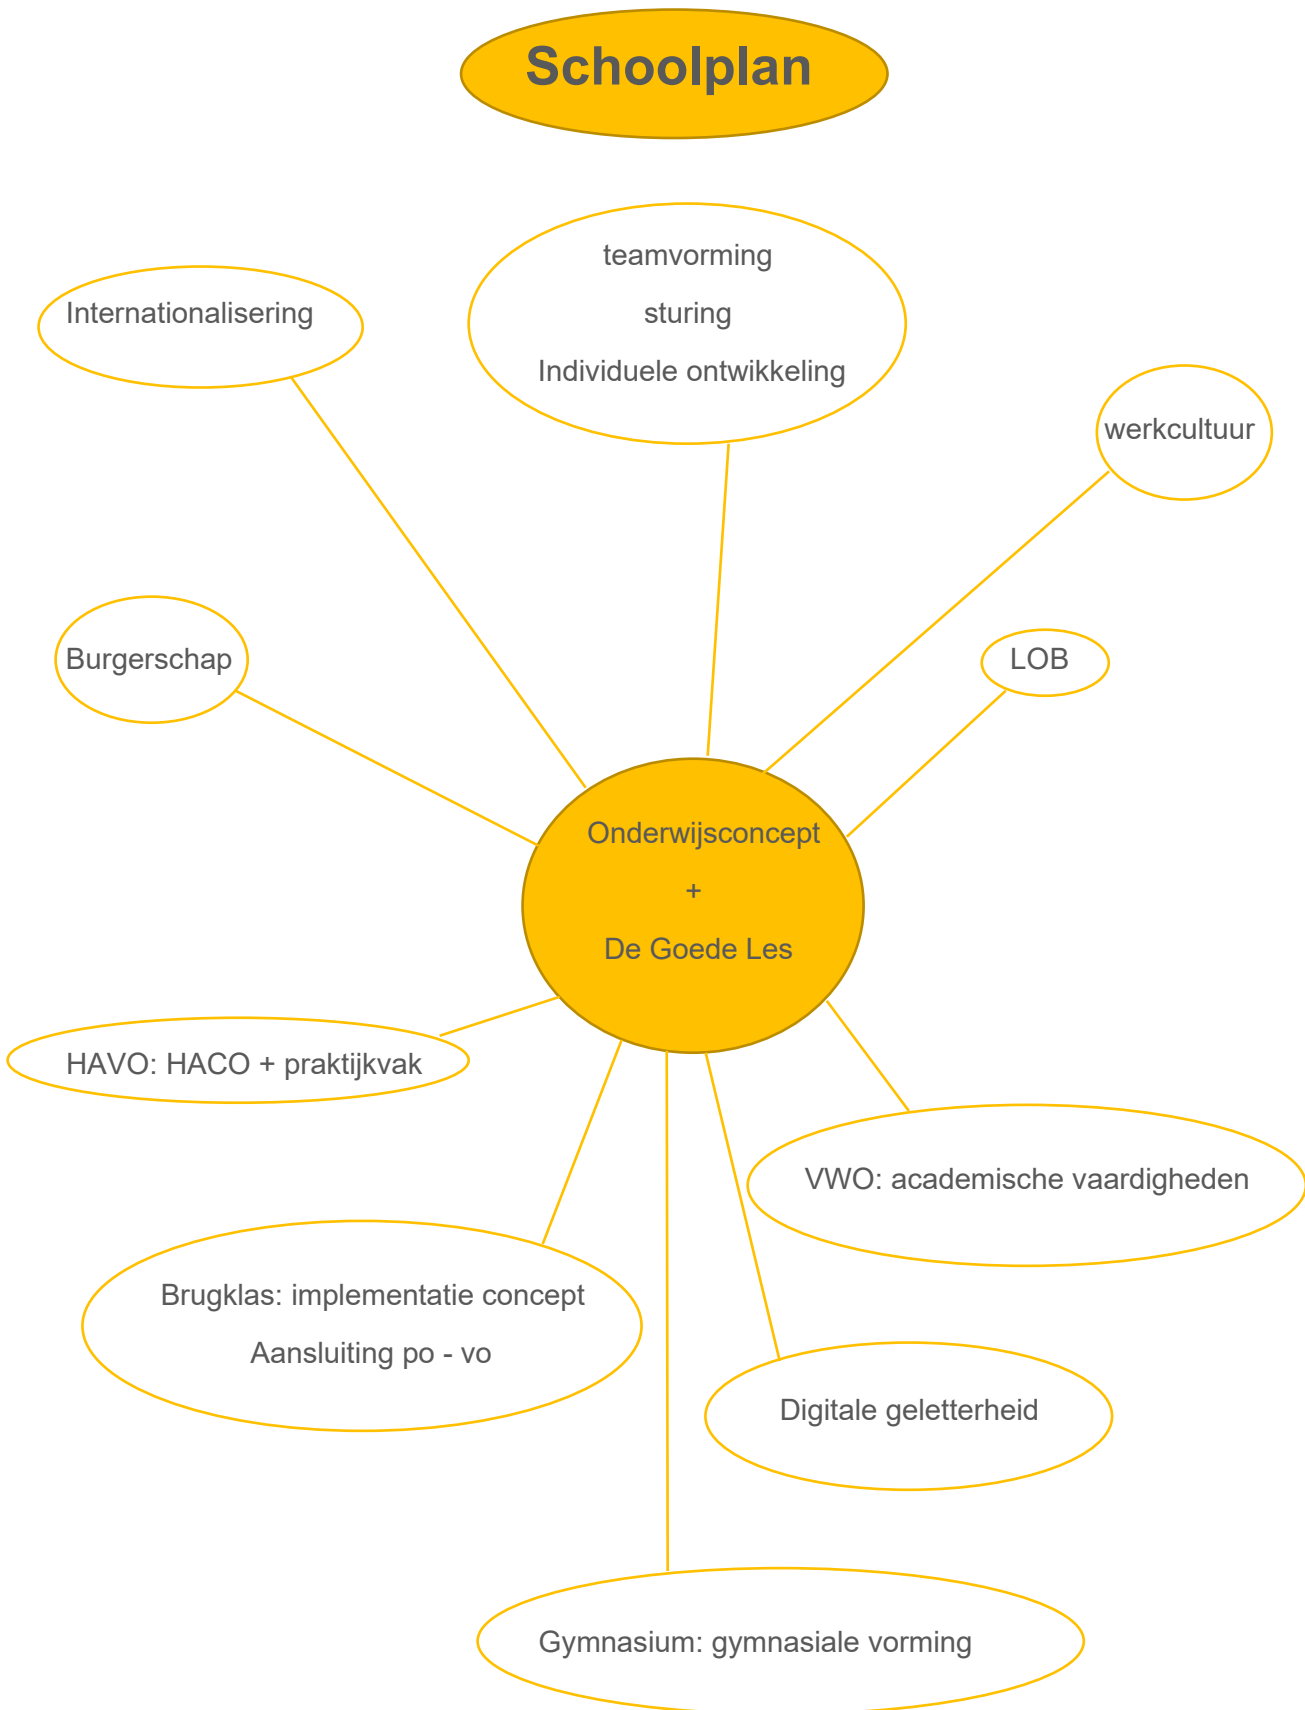 Schoolplan
teamvorming
sturing
Individuele ontwikkeling
Internationalisering
werkcultuur
Burgerschap
LOB
Onderwijsconcept
+
De Goede Les
HAVO: HACO + praktijkvak
VWO: academische vaardigheden
Brugklas: implementatie concept
Aansluiting po - vo
Digitale geletterheid
Gymnasium: gymnasiale vorming